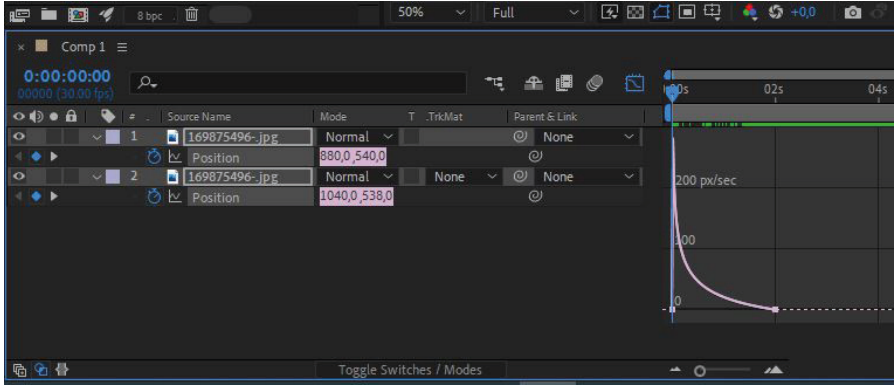 8 bpc 50% Full +0,0
Comp 1
0:00:00:00
00000 (30.00 fps) 00s 02s 04s
# . Source Name Mode T .TrkMat Parent & Link
1 169875496-.jpg Normal None
Position 880,0 ,540,0
2 169875496-.jpg Normal None None
200 px/sec
Position 1040,0 ,538,0
100
0
Toggle Switches / Modes